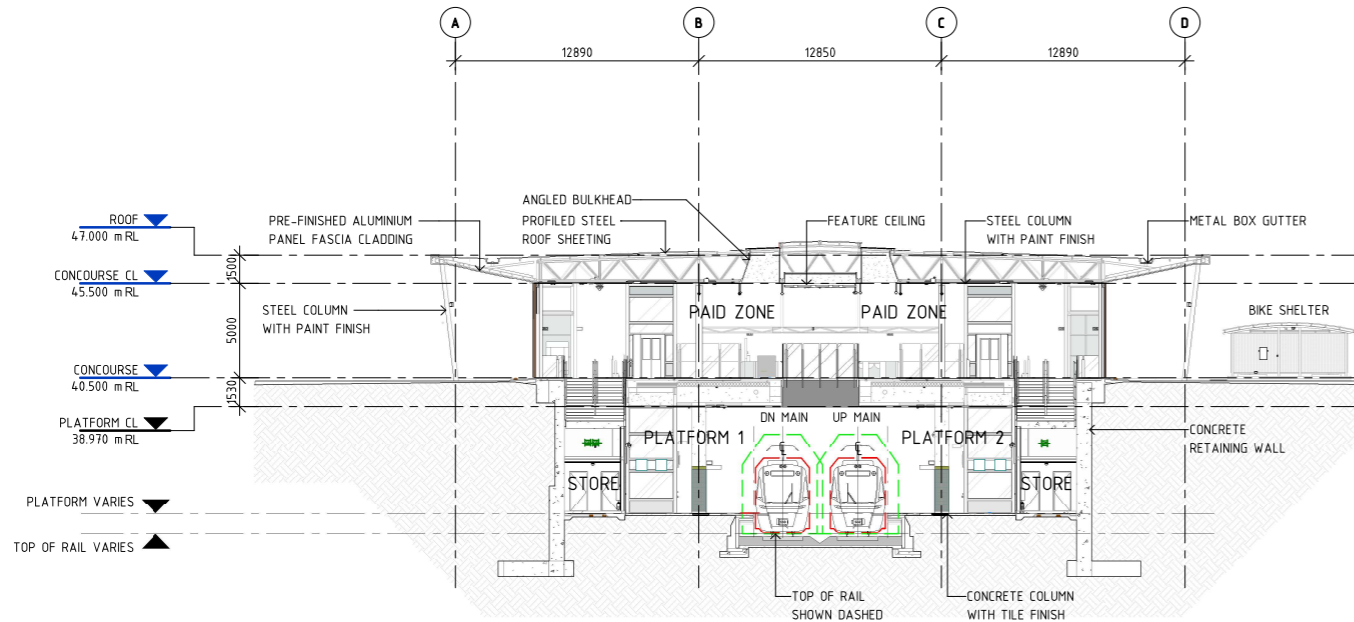 A
B
C
D
12890
12850
12890
ROOF
47.000 m RL
CONCOURSE CL
45.500 m RL
CONCOURSE
40.500 m RL
PLATFORM CL
38.970 m RL
PLATFORM VARIES
TOP OF RAIL VARIES
1500
5000
1530
PRE-FINISHED ALUMINIUM
PANEL FASCIA CLADDING
ANGLED BULKHEAD
PROFILED STEEL
ROOF SHEETING
FEATURE CEILING
STEEL COLUMN
WITH PAINT FINISH
METAL BOX GUTTER
STEEL COLUMN
WITH PAINT FINISH
PAID ZONE
PAID ZONE
BIKE SHELTER
DN MAIN
UP MAIN
PLATFORM 1
PLATFORM 2
CONCRETE
RETAINING WALL
STORE
STORE
TOP OF RAIL
SHOWN DASHED
CONCRETE COLUMN
WITH TILE FINISH